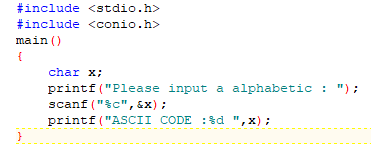 #include <stdio.h>
#include <conio.h>
main()
{
    char x;
    printf("Please input a alphabetic : ");
    scanf("%c",&x);
    printf("ASCII CODE :%d ",x);
}